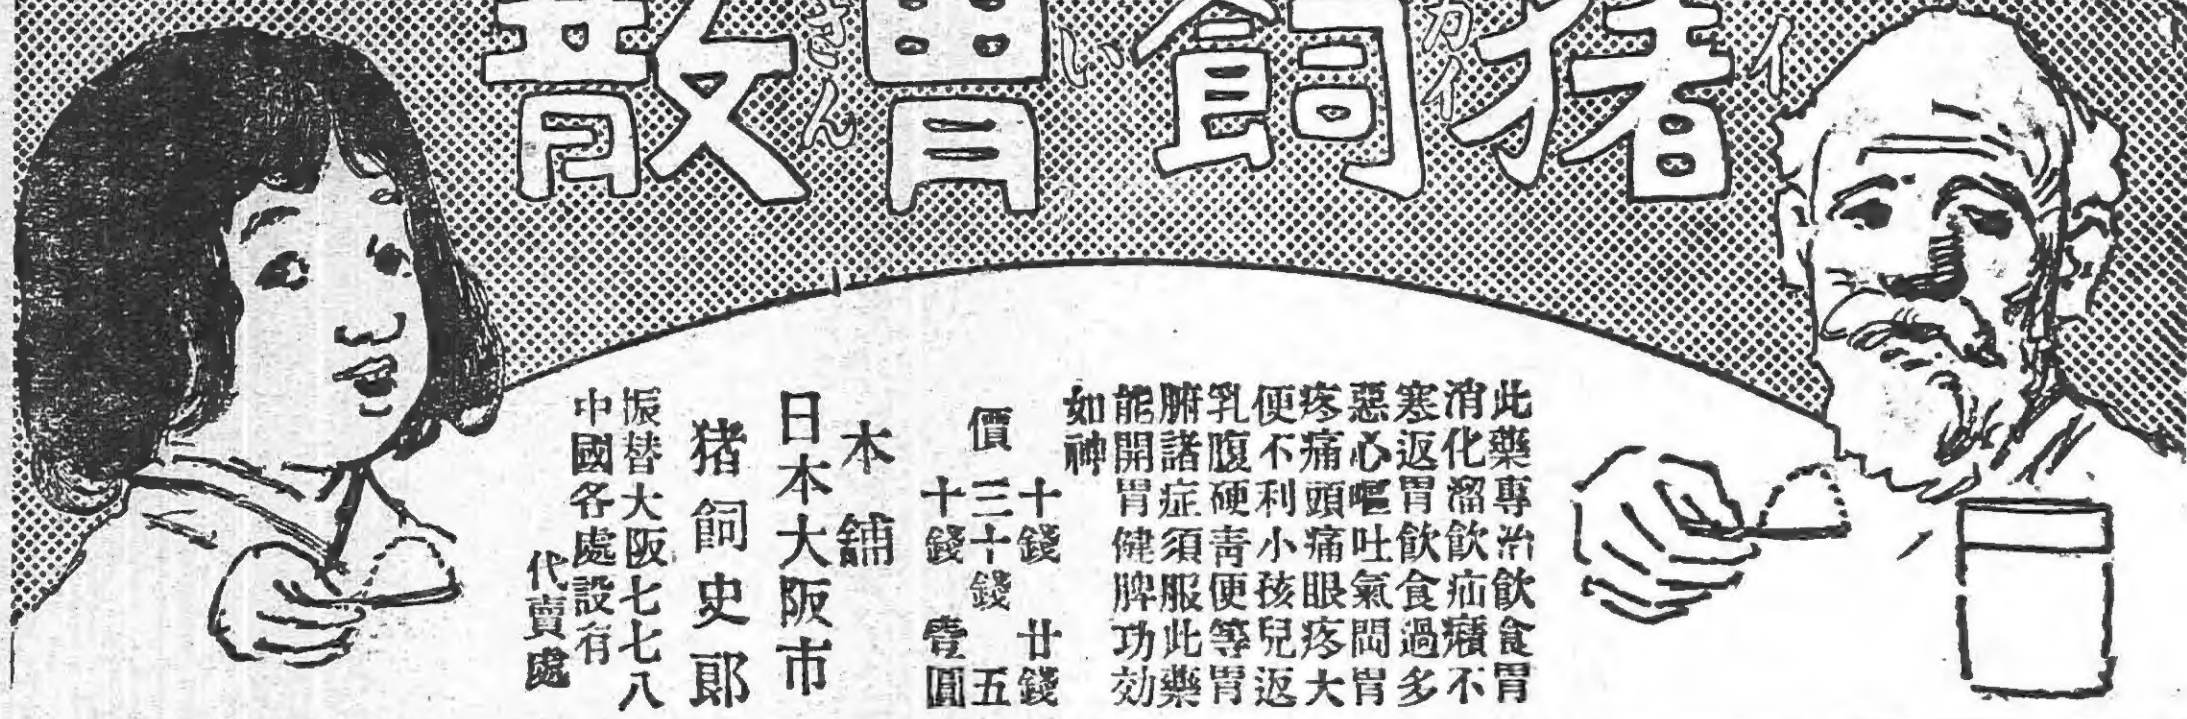 猪飼胃散
イ
カイ
い
さん
此藥專治飲食胃
消化溜飲疝癪不
寒返胃飲食過多
惡心嘔吐氣悶胃
疼痛頭痛眼疼大
便不利小孩兒返
乳腹硬靑便等胃
腑諸症須服此藥
能開胃健脾功効
如神
十錢 廿錢
價 三十錢 五
十錢 壹圓
本舖
日本大阪市
猪飼史郎
振替大阪七七八
中國各處設有
代賣處